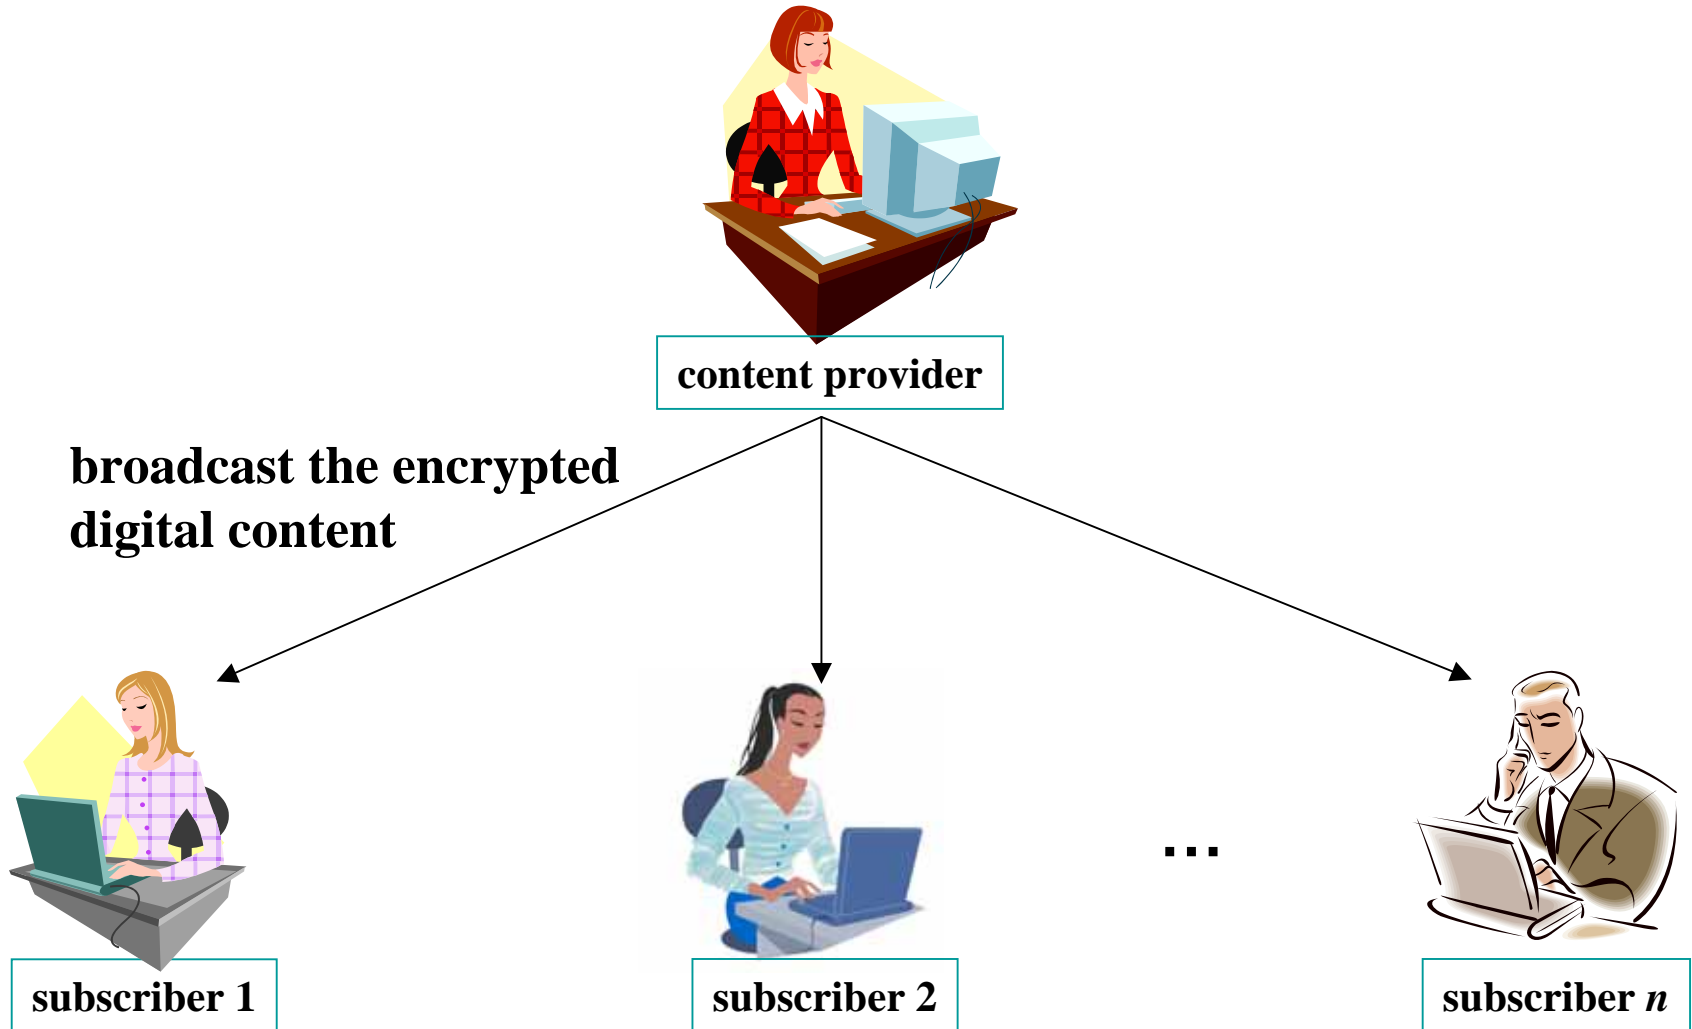 content provider
broadcast the encrypted
digital content
...
subscriber 1
subscriber 2
subscriber n